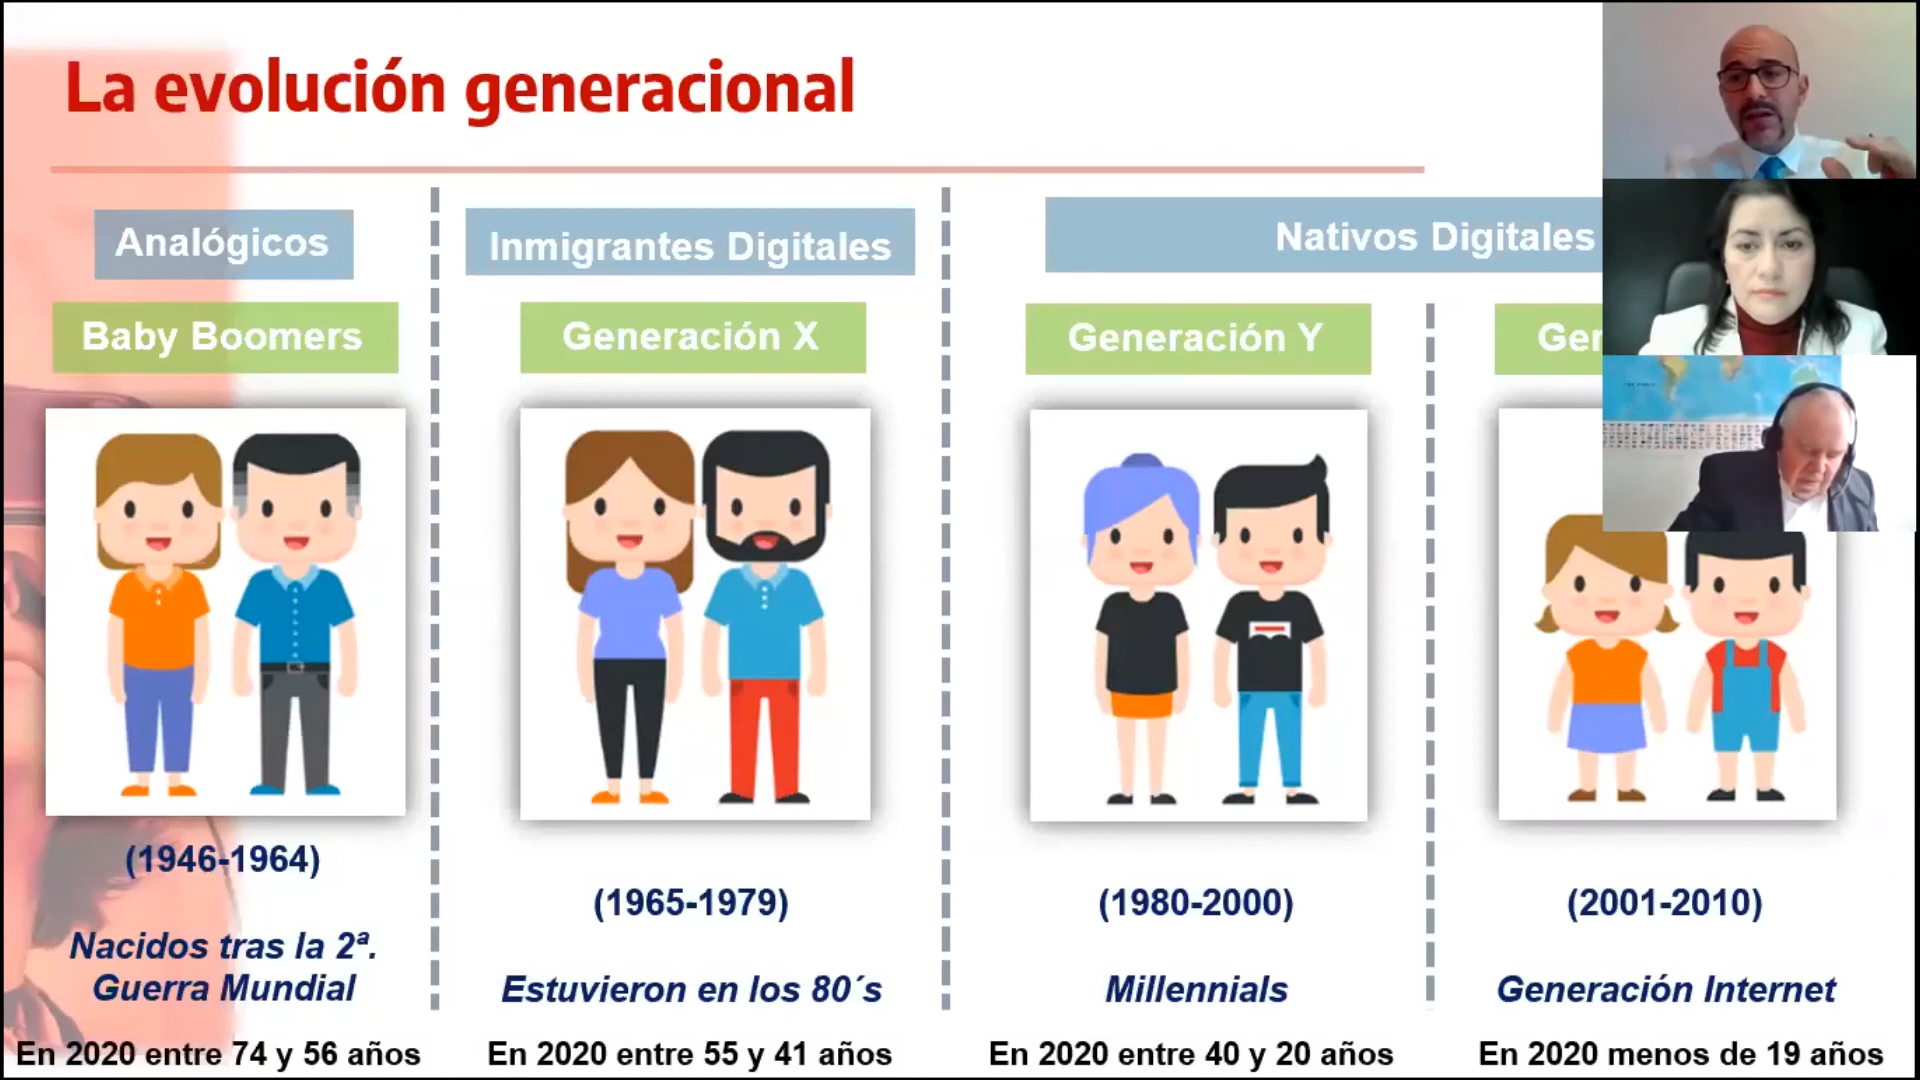 La evolución generacional
Analógicos
Inmigrantes Digitales
Nativos Digitales
Baby Boomers
Generación X
Generación Y
(1946-1964)
(1965-1979)
(1980-2000)
(2001-2010)
Nacidos tras la 2ª.
Guerra Mundial
Estuvieron en los 80´s
Millennials
Generación Internet
En 2020 entre 74 y 56 años
En 2020 entre 55 y 41 años
En 2020 entre 40 y 20 años
En 2020 menos de 19 años